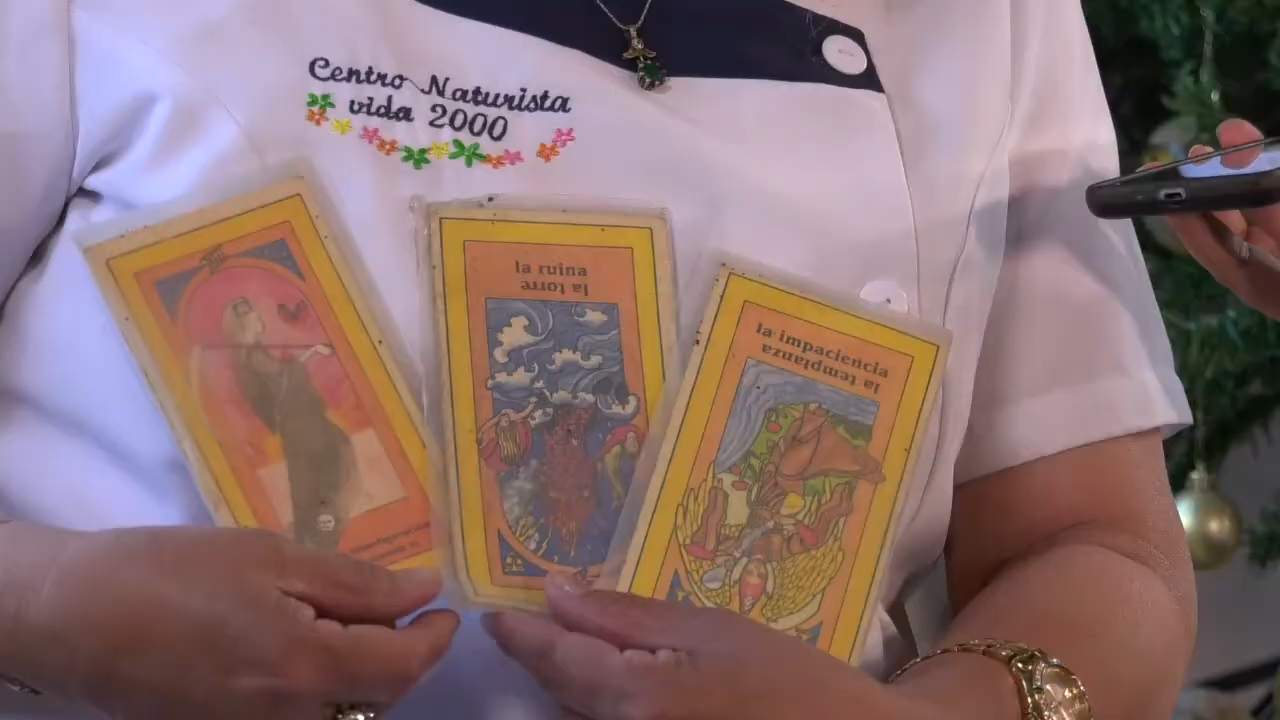 Centro Naturista
vida 2000
la ruina
la torre
la impaciencia
la templanza